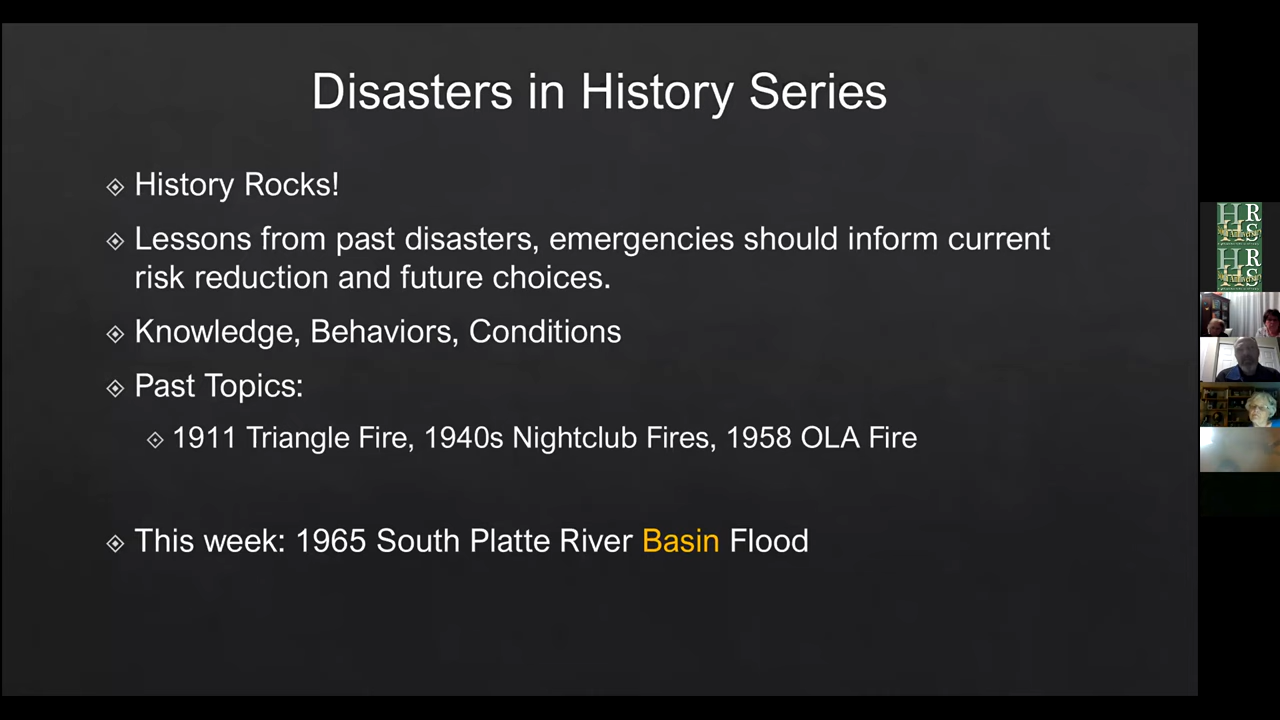 Disasters in History Series
History Rocks!
Lessons from past disasters, emergencies should inform current
risk reduction and future choices.
Knowledge, Behaviors, Conditions
Past Topics:
1911 Triangle Fire, 1940s Nightclub Fires, 1958 OLA Fire
This week: 1965 South Platte River Basin Flood
H R
H S
H R
H S